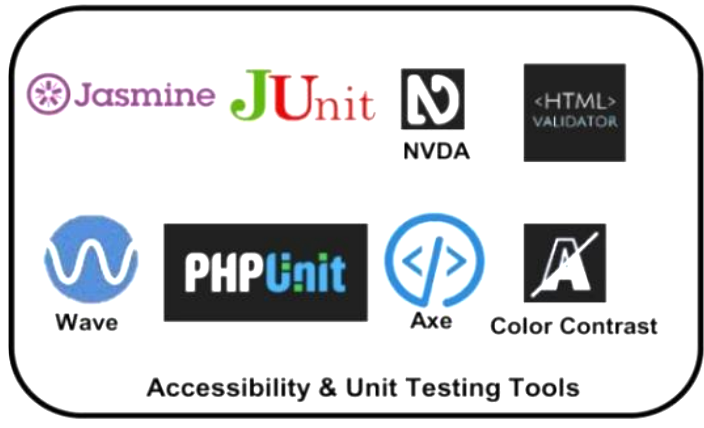 Jasmine
JUnit
NVDA
<HTML>
VALIDATOR
Wave
PHPUnit
Axe
Color Contrast
Accessibility & Unit Testing Tools